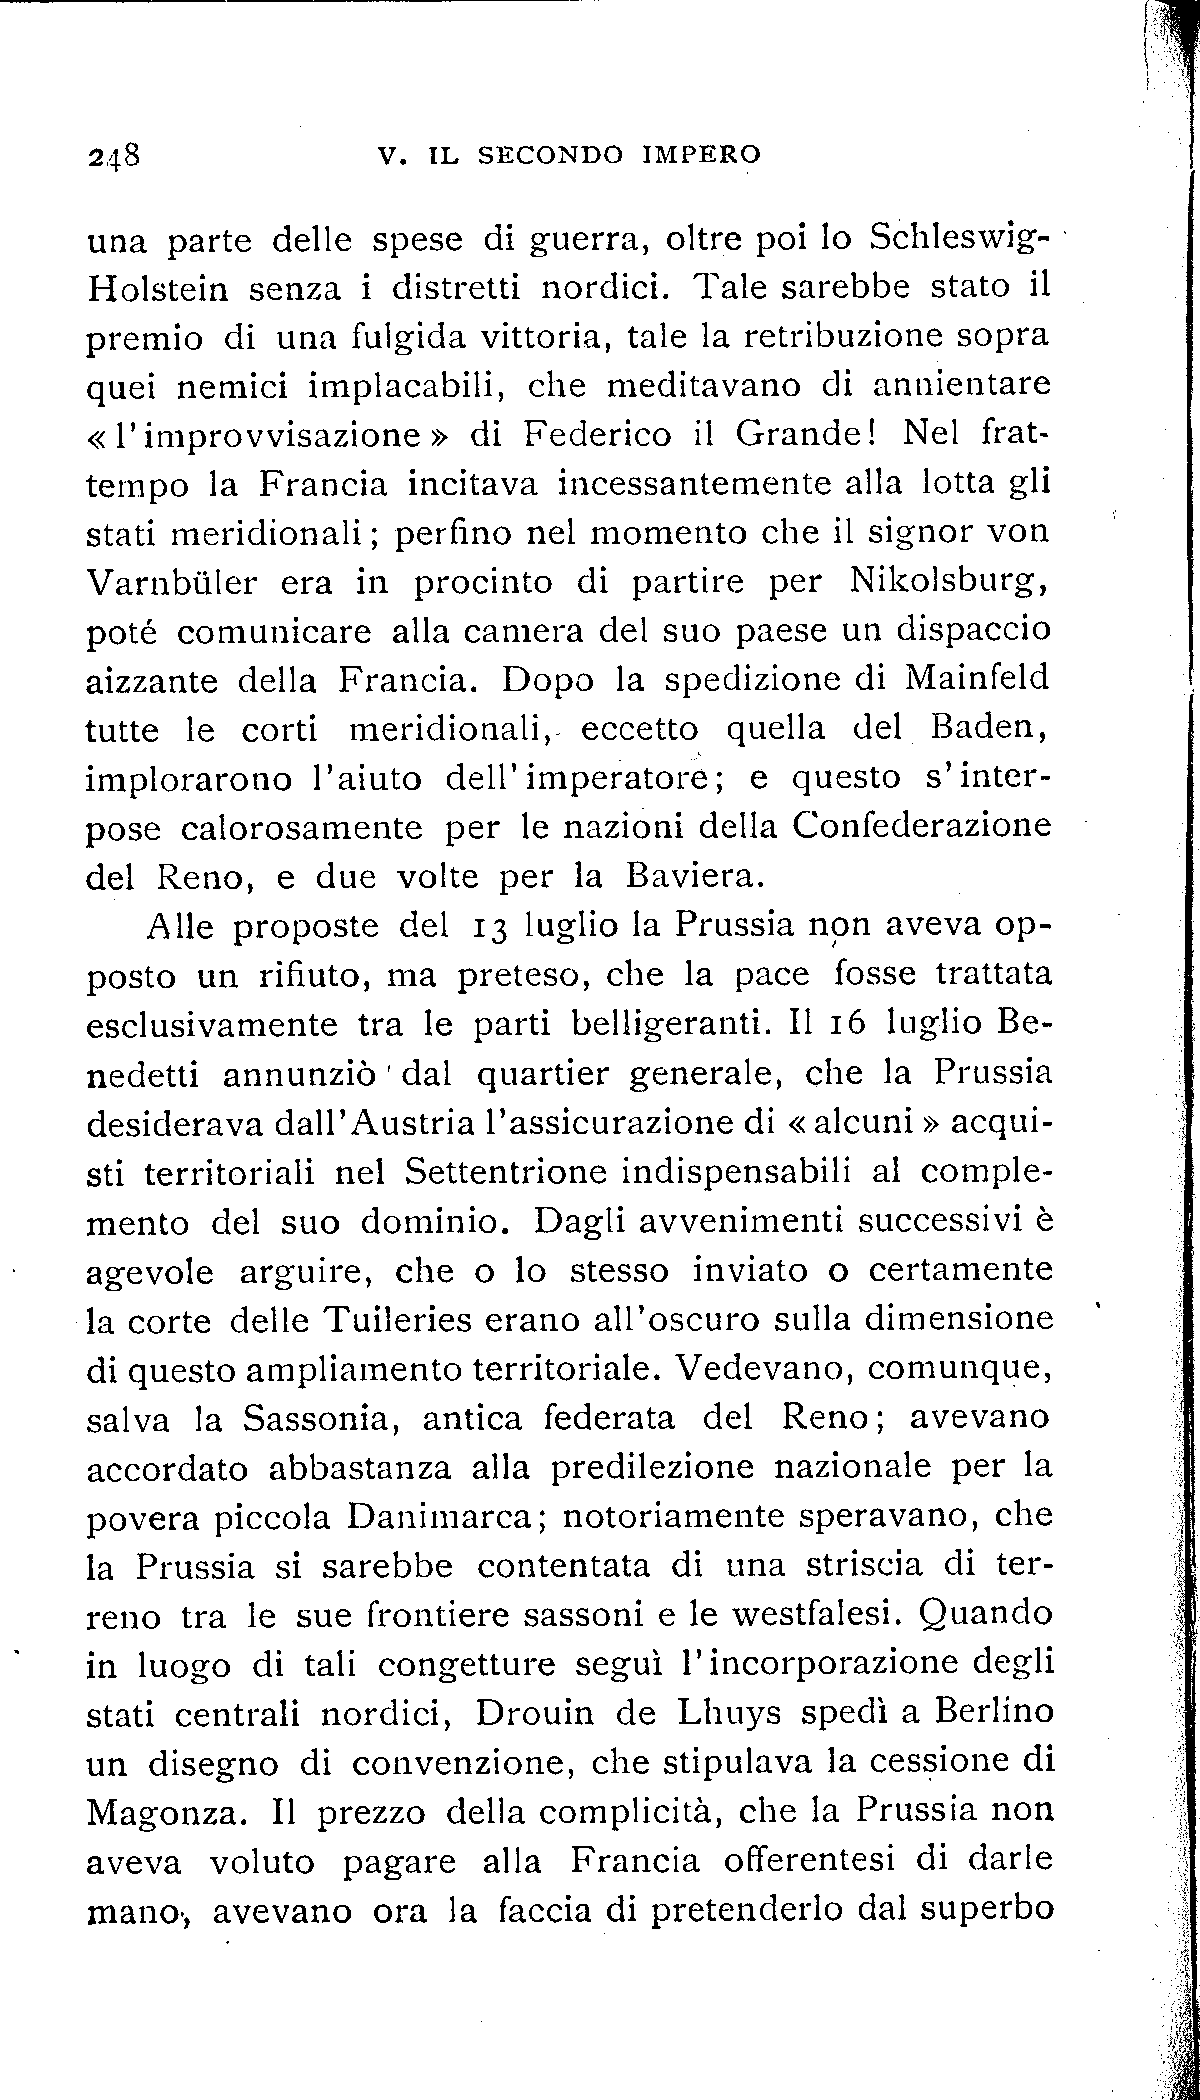 248 V. IL SECONDO IMPERO
una parte delle spese di guerra, oltre poi lo Schleswig-
Holstein senza i distretti nordici. Tale sarebbe stato il
premio di una fulgida vittoria, tale la retribuzione sopra
quei nemici implacabili, che meditavano di annientare
« l'improvvisazione » di Federico il Grande! Nel frat-
tempo la Francia incitava incessantemente alla lotta gli
stati meridionali; perfino nel momento che il signor von
Varnbüler era in procinto di partire per Nikolsburg,
poté comunicare alla camera del suo paese un dispaccio
aizzante della Francia. Dopo la spedizione di Mainfeld
tutte le corti meridionali, eccetto quella del Baden,
implorarono l'aiuto dell'imperatore; e questo s'inter-
pose calorosamente per le nazioni della Confederazione
del Reno, e due volte per la Baviera.
Alle proposte del 13 luglio la Prussia non aveva op-
posto un rifiuto, ma preteso, che la pace fosse trattata
esclusivamente tra le parti belligeranti. Il 16 luglio Be-
nedetti annunziò dal quartier generale, che la Prussia
desiderava dall'Austria l'assicurazione di « alcuni » acqui-
sti territoriali nel Settentrione indispensabili al comple-
mento del suo dominio. Dagli avvenimenti successivi è
agevole arguire, che o lo stesso inviato o certamente
la corte delle Tuileries erano all'oscuro sulla dimensione
di questo ampliamento territoriale. Vedevano, comunque,
salva la Sassonia, antica federata del Reno; avevano
accordato abbastanza alla predilezione nazionale per la
povera piccola Danimarca; notoriamente speravano, che
la Prussia si sarebbe contentata di una striscia di ter-
reno tra le sue frontiere sassoni e le westfalesi. Quando
in luogo di tali congetture seguì l'incorporazione degli
stati centrali nordici, Drouin de Lhuys spedì a Berlino
un disegno di convenzione, che stipulava la cessione di
Magonza. Il prezzo della complicità, che la Prussia non
aveva voluto pagare alla Francia offerentesi di darle
mano, avevano ora la faccia di pretenderlo dal superbo